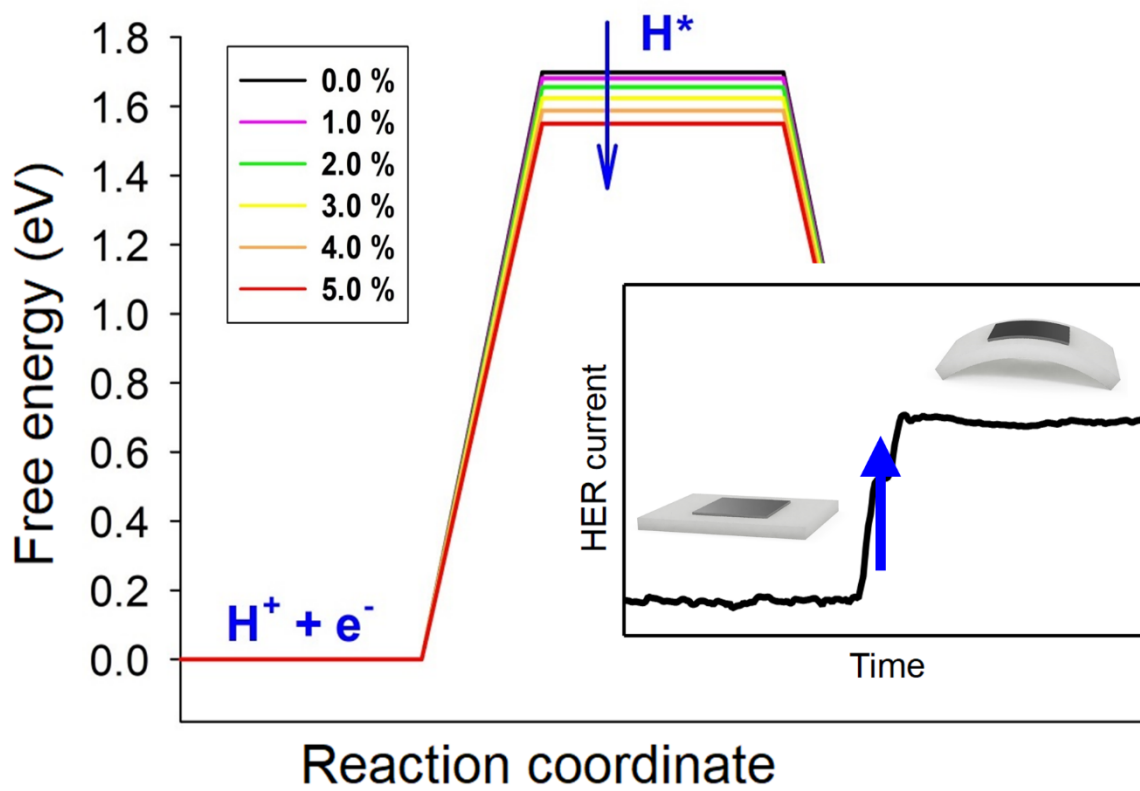 Free energy (eV)
1.8
1.6
1.4
1.2
1.0
0.8
0.6
0.4
0.2
0.0
0.0 %
1.0 %
2.0 %
3.0 %
4.0 %
5.0 %
H*
H⁺ + e⁻
HER current
Time
Reaction coordinate